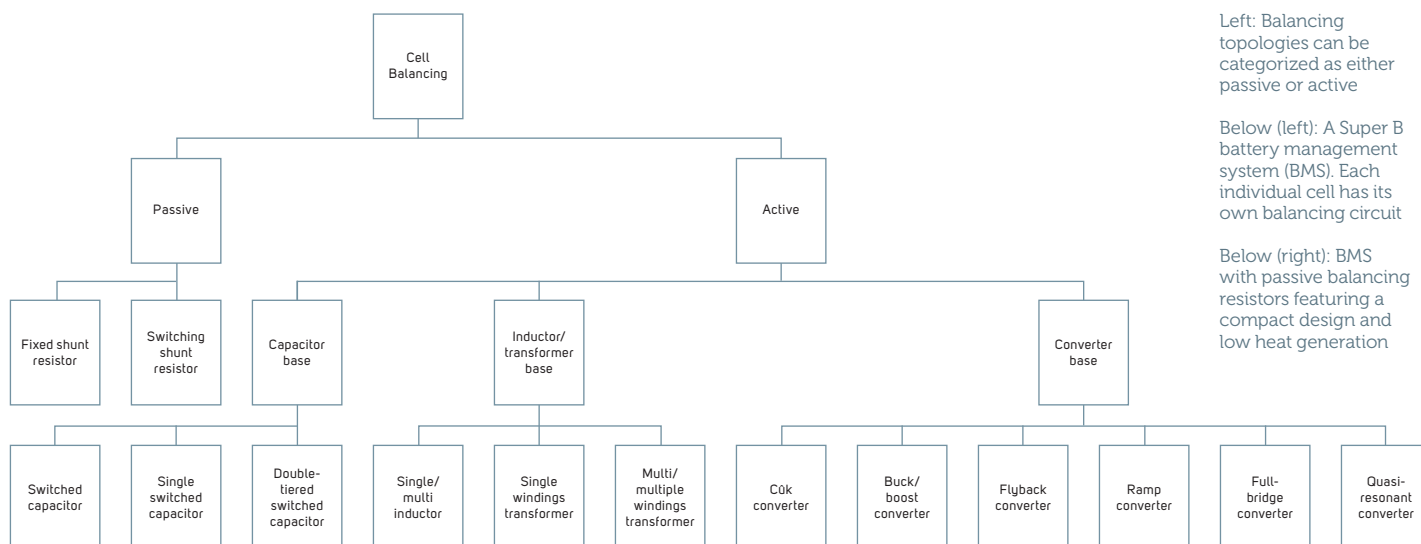 Cell
Balancing
Passive
Active
Fixed shunt
resistor
Switching
shunt
resistor
Capacitor
base
Inductor/
transformer
base
Converter
base
Switched
capacitor
Single
switched
capacitor
Double-
tiered
switched
capacitor
Single/
multi
inductor
Single
windings
transformer
Multi/
multiple
windings
transformer
Cûk
converter
Buck/
boost
converter
Flyback
converter
Ramp
converter
Full-
bridge
converter
Quasi-
resonant
converter
Left: Balancing
topologies can be
categorized as either
passive or active
Below (left): A Super B
battery management
system (BMS). Each
individual cell has its
own balancing circuit
Below (right): BMS
with passive balancing
resistors featuring a
compact design and
low heat generation